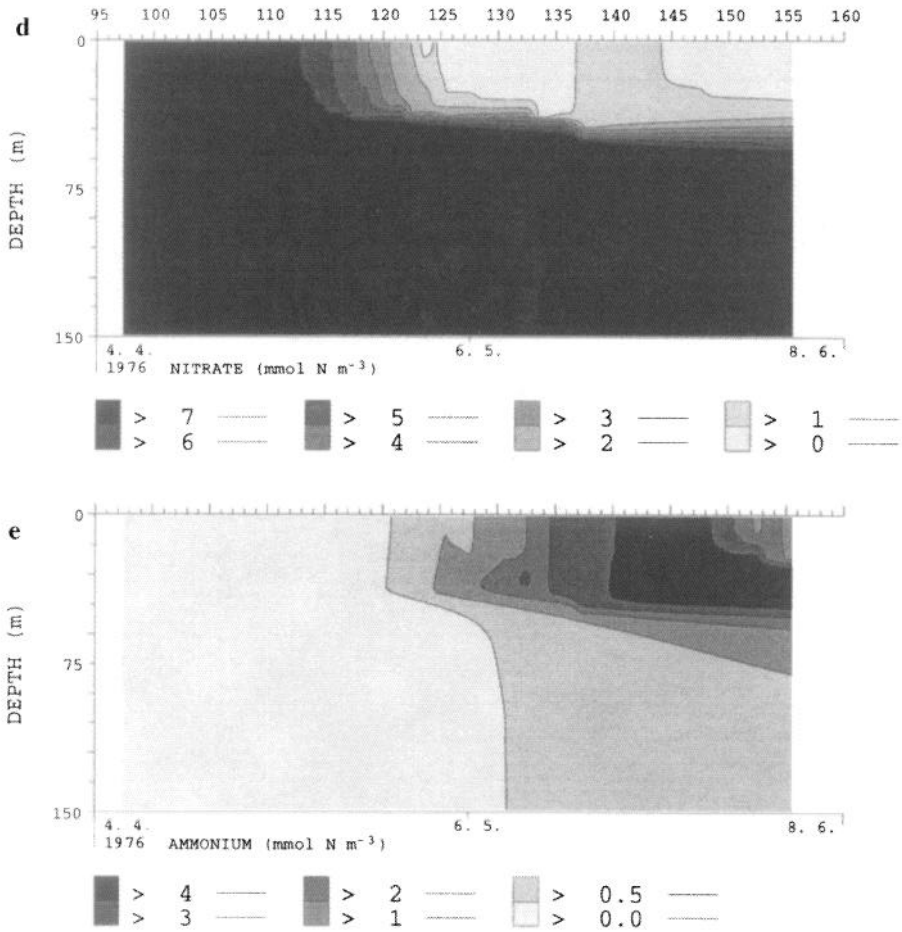 95 100 105 110 115 120 125 130 135 140 145 150 155 160
d
0
DEPTH (m)
75
150
4. 4. 6. 5. 8. 6.
1976 NITRATE (mmol N m⁻³)
> 7 > 5 > 3 > 1
> 6 > 4 > 2 > 0
0
e
DEPTH (m)
75
150
4. 4. 6. 5. 8. 6.
1976 AMMONIUM (mmol N m⁻³)
> 4 > 2 > 0.5
> 3 > 1 > 0.0